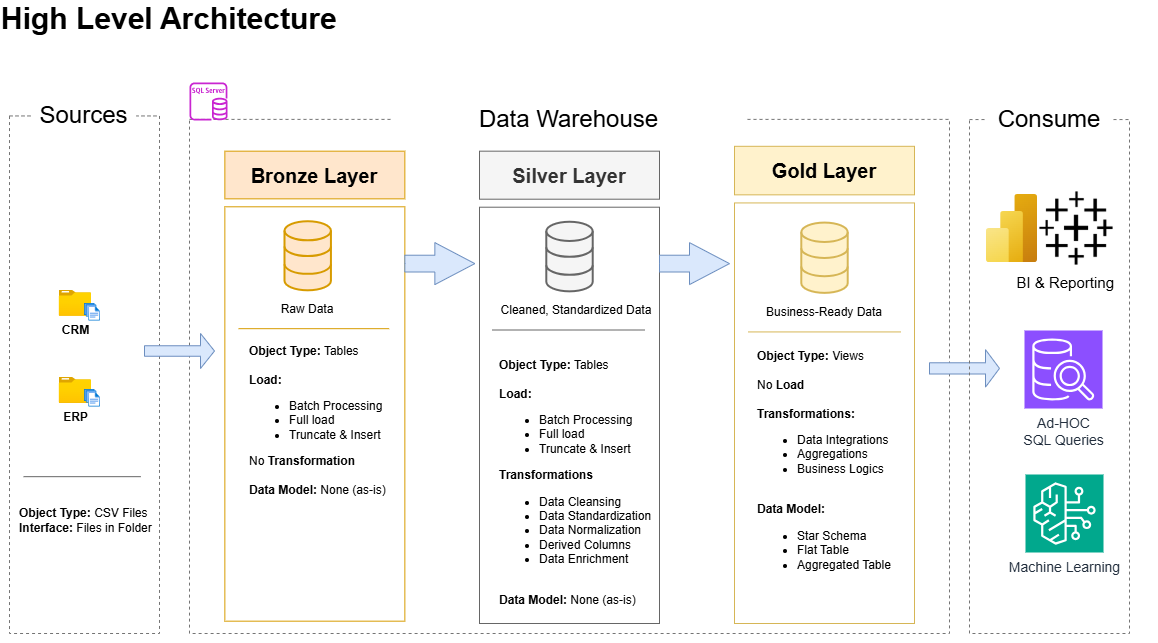 High Level Architecture
Sources
CRM
ERP
Object Type: CSV Files
Interface: Files in Folder
SQL Server
Data Warehouse
Bronze Layer
Raw Data
Object Type: Tables
Load:
Batch Processing
Full load
Truncate & Insert
No Transformation
Data Model: None (as-is)
Silver Layer
Cleaned, Standardized Data
Object Type: Tables
Load:
Batch Processing
Full load
Truncate & Insert
Transformations
Data Cleansing
Data Standardization
Data Normalization
Derived Columns
Data Enrichment
Data Model: None (as-is)
Gold Layer
Business-Ready Data
Object Type: Views
No Load
Transformations:
Data Integrations
Aggregations
Business Logics
Data Model:
Star Schema
Flat Table
Aggregated Table
Consume
BI & Reporting
Ad-HOC
SQL Queries
Machine Learning